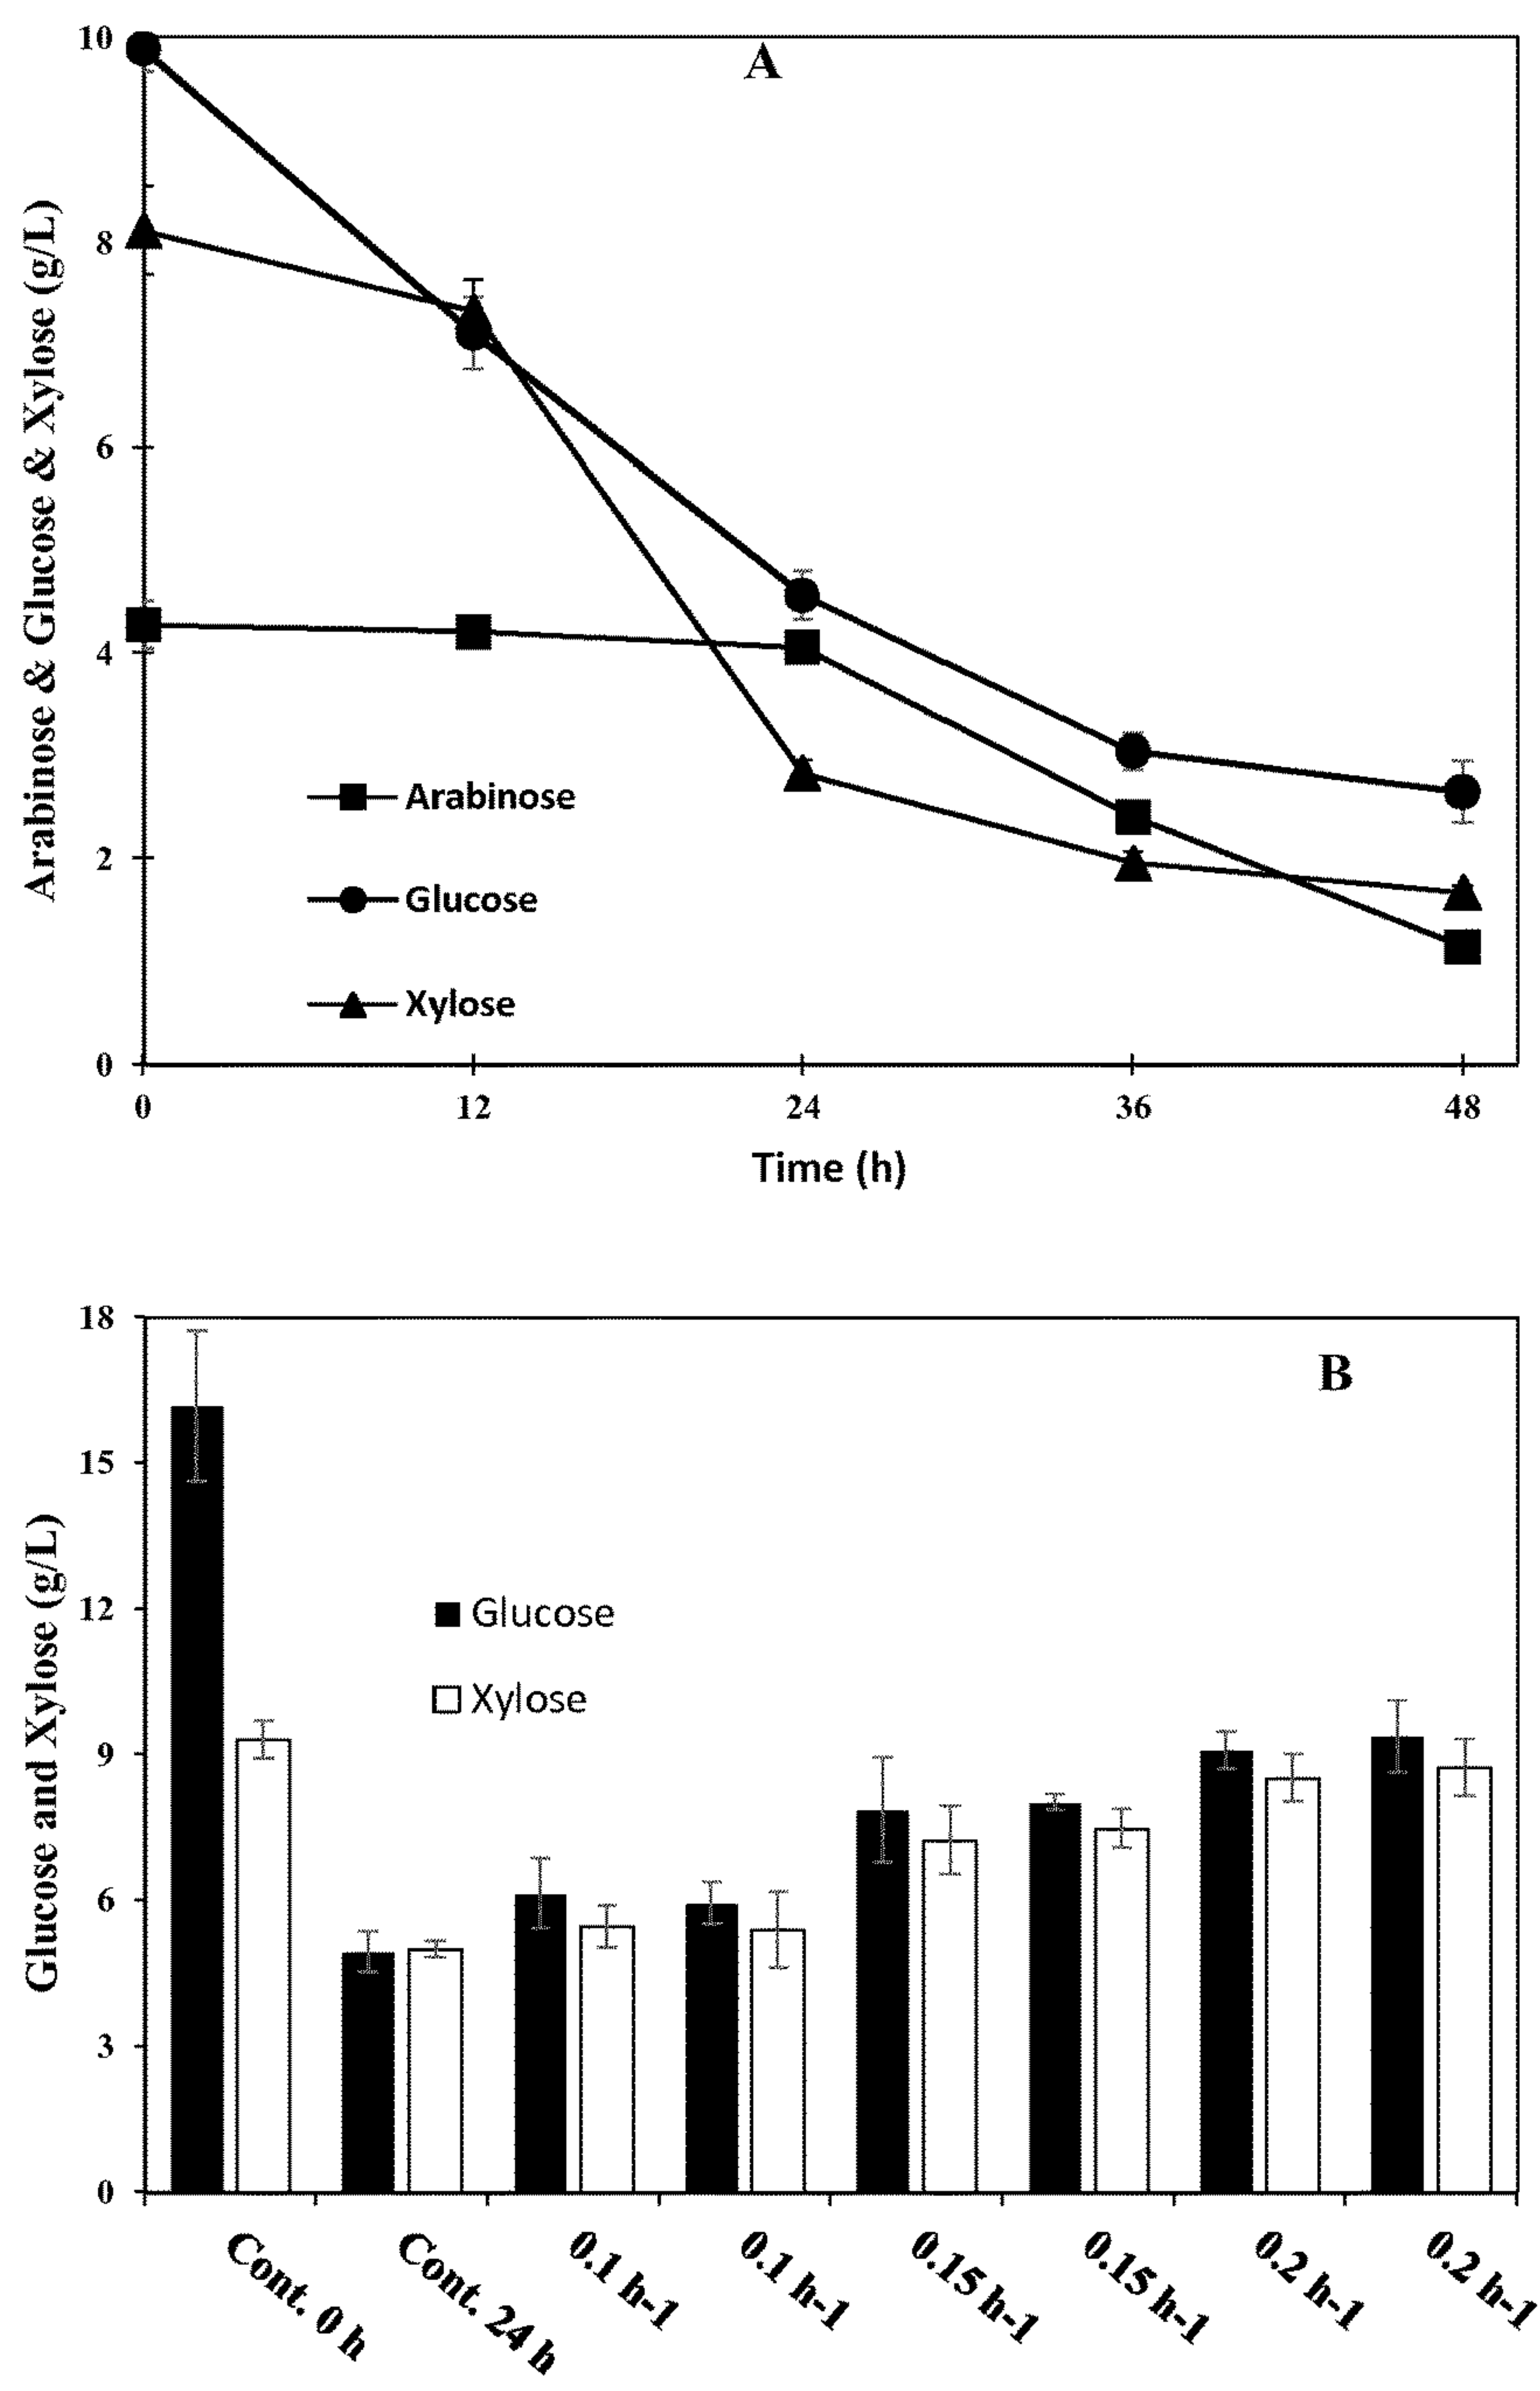 A
10
8
6
4
2
0
Arabinose & Glucose & Xylose (g/L)
Arabinose
Glucose
Xylose
0 12 24 36 48
Time (h)
B
18
15
12
9
6
3
0
Glucose and Xylose (g/L)
Glucose
Xylose
Cont. 0 h
Cont. 24 h
0.1 h-1
0.1 h-1
0.15 h-1
0.15 h-1
0.2 h-1
0.2 h-1